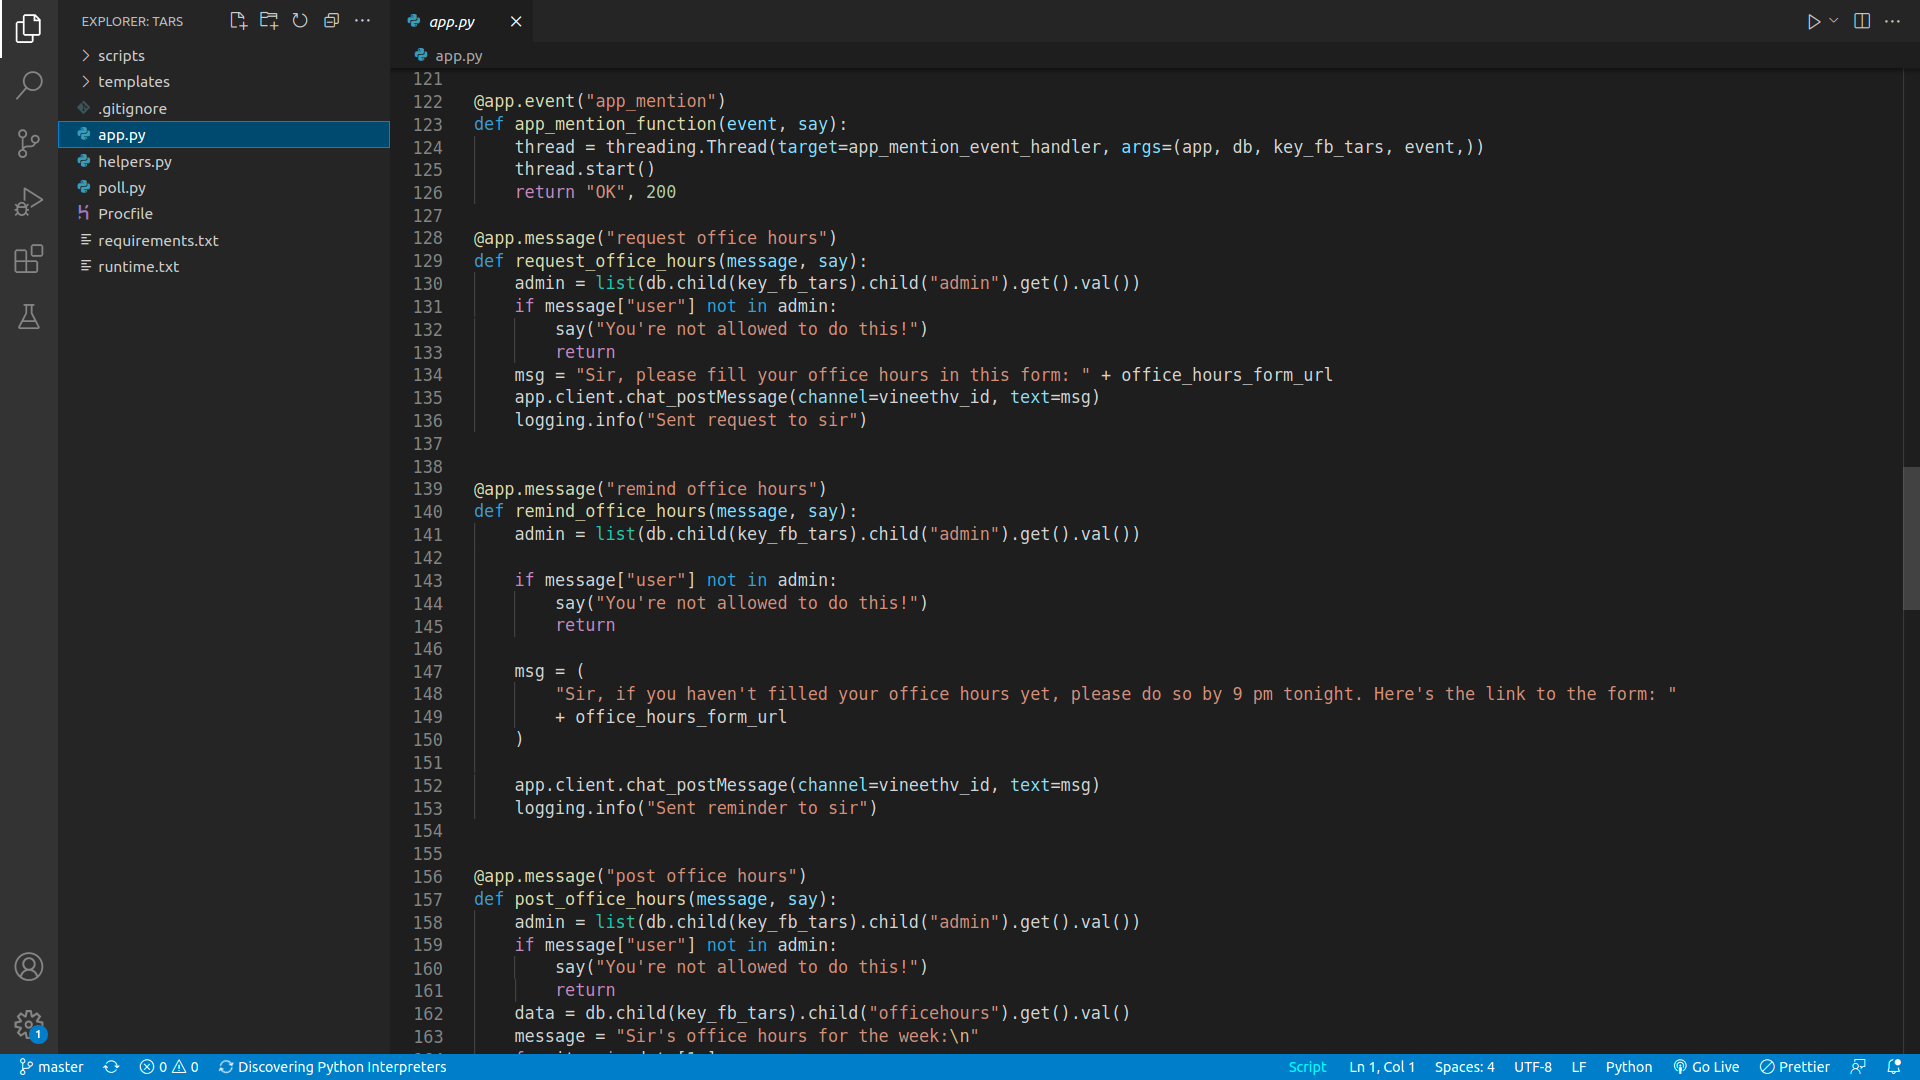 EXPLORER: TARS
scripts
templates
.gitignore
app.py
helpers.py
poll.py
Procfile
requirements.txt
runtime.txt
1
app.py
app.py
121
122 @app.event("app_mention")
123 def app_mention_function(event, say):
124     thread = threading.Thread(target=app_mention_event_handler, args=(app, db, key_fb_tars, event,))
125     thread.start()
126     return "OK", 200
127
128 @app.message("request office hours")
129 def request_office_hours(message, say):
130     admin = list(db.child(key_fb_tars).child("admin").get().val())
131     if message["user"] not in admin:
132         say("You're not allowed to do this!")
133         return
134     msg = "Sir, please fill your office hours in this form: " + office_hours_form_url
135     app.client.chat_postMessage(channel=vineethv_id, text=msg)
136     logging.info("Sent request to sir")
137
138
139 @app.message("remind office hours")
140 def remind_office_hours(message, say):
141     admin = list(db.child(key_fb_tars).child("admin").get().val())
142
143     if message["user"] not in admin:
144         say("You're not allowed to do this!")
145         return
146
147     msg = (
148         "Sir, if you haven't filled your office hours yet, please do so by 9 pm tonight. Here's the link to the form: "
149         + office_hours_form_url
150     )
151
152     app.client.chat_postMessage(channel=vineethv_id, text=msg)
153     logging.info("Sent reminder to sir")
154
155
156 @app.message("post office hours")
157 def post_office_hours(message, say):
158     admin = list(db.child(key_fb_tars).child("admin").get().val())
159     if message["user"] not in admin:
160         say("You're not allowed to do this!")
161         return
162     data = db.child(key_fb_tars).child("officehours").get().val()
163     message = "Sir's office hours for the week:\n"
master 0 0 Discovering Python Interpreters Script Ln 1, Col 1 Spaces: 4 UTF-8 LF Python Go Live Prettier